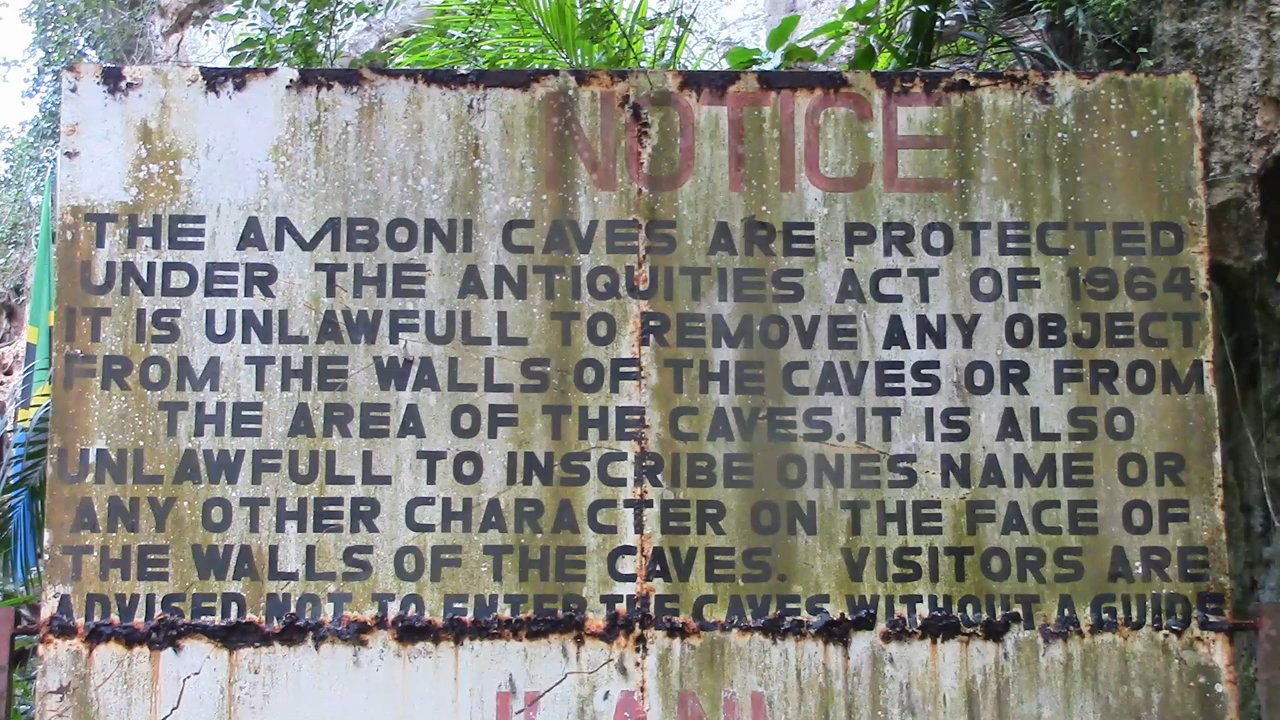 NOTICE
THE AMBONI CAVES ARE PROTECTED
UNDER THE ANTIQUITIES ACT OF 1964.
IT IS UNLAWFULL TO REMOVE ANY OBJECT
FROM THE WALLS OF THE CAVES OR FROM
THE AREA OF THE CAVES. IT IS ALSO
UNLAWFULL TO INSCRIBE ONES NAME OR
ANY OTHER CHARACTER ON THE FACE OF
THE WALLS OF THE CAVES. VISITORS ARE
ADVISED NOT TO ENTER THE CAVES WITHOUT A GUIDE